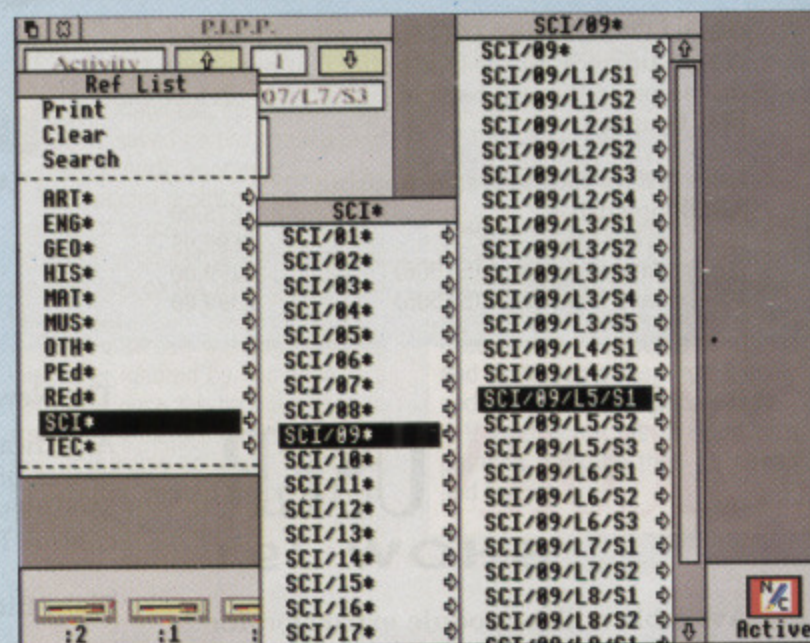 P.I.P.P.
Activity 1
07/L7/S3
Ref List
Print
Clear
Search
ART*
ENG*
GEO*
HIS*
MAT*
MUS*
OTH*
PEd*
REd*
SCI*
TEC*
SCI*
SCI/01*
SCI/02*
SCI/03*
SCI/04*
SCI/05*
SCI/06*
SCI/07*
SCI/08*
SCI/09*
SCI/10*
SCI/11*
SCI/12*
SCI/13*
SCI/14*
SCI/15*
SCI/16*
SCI/17*
SCI/09*
SCI/09*
SCI/09/L1/S1
SCI/09/L1/S2
SCI/09/L2/S1
SCI/09/L2/S2
SCI/09/L2/S3
SCI/09/L2/S4
SCI/09/L3/S1
SCI/09/L3/S2
SCI/09/L3/S3
SCI/09/L3/S4
SCI/09/L3/S5
SCI/09/L4/S1
SCI/09/L4/S2
SCI/09/L5/S1
SCI/09/L5/S2
SCI/09/L5/S3
SCI/09/L6/S1
SCI/09/L6/S2
SCI/09/L6/S3
SCI/09/L7/S1
SCI/09/L7/S2
SCI/09/L8/S1
SCI/09/L8/S2
:2
:1
N/C
Active